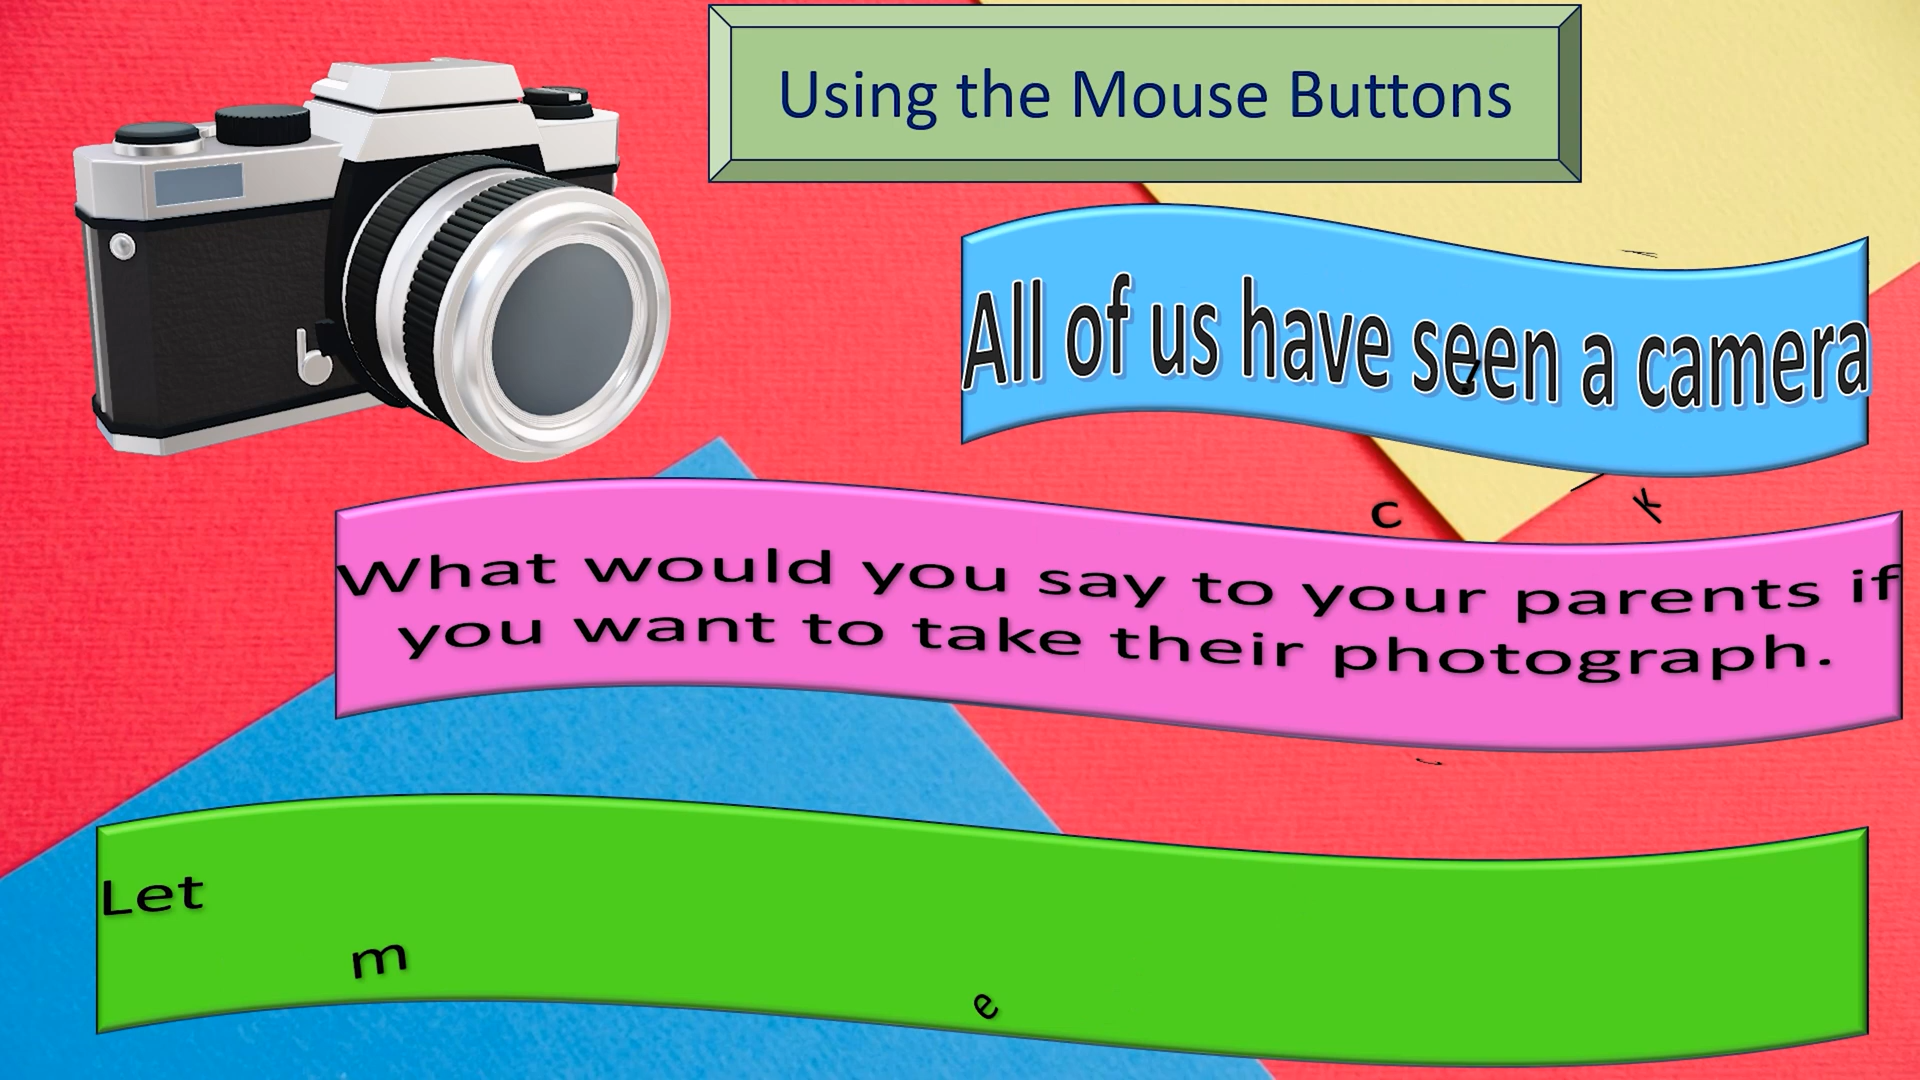 Using the Mouse Buttons
All of us have seen a camera
c k
What would you say to your parents if
you want to take their photograph.
Let
m
e